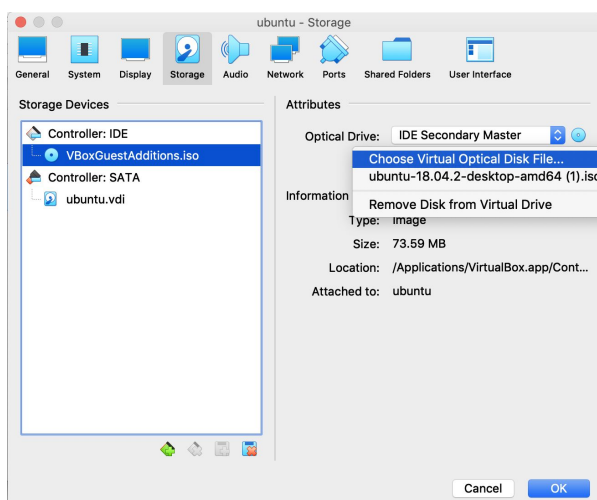 ubuntu - Storage
General System Display Storage Audio Network Ports Shared Folders User Interface
Storage Devices
Controller: IDE
VBoxGuestAdditions.iso
Controller: SATA
ubuntu.vdi
Attributes
Optical Drive: IDE Secondary Master
Choose Virtual Optical Disk File...
ubuntu-18.04.2-desktop-amd64 (1).iso
Remove Disk from Virtual Drive
Information
Type: Image
Size: 73.59 MB
Location: /Applications/VirtualBox.app/Cont...
Attached to: ubuntu
Cancel OK